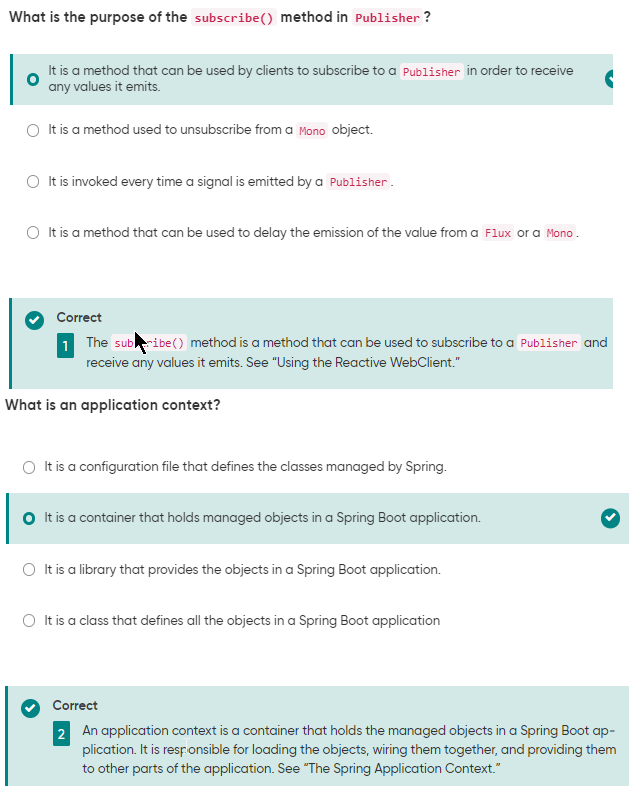 What is the purpose of the subscribe() method in Publisher?
It is a method that can be used by clients to subscribe to a Publisher in order to receive
any values it emits.
It is a method used to unsubscribe from a Mono object.
It is invoked every time a signal is emitted by a Publisher.
It is a method that can be used to delay the emission of the value from a Flux or a Mono.
Correct
1 The subscribe() method is a method that can be used to subscribe to a Publisher and
receive any values it emits. See “Using the Reactive WebClient.”
What is an application context?
It is a configuration file that defines the classes managed by Spring.
It is a container that holds managed objects in a Spring Boot application.
It is a library that provides the objects in a Spring Boot application.
It is a class that defines all the objects in a Spring Boot application
Correct
2 An application context is a container that holds the managed objects in a Spring Boot ap-
plication. It is responsible for loading the objects, wiring them together, and providing them
to other parts of the application. See “The Spring Application Context.”